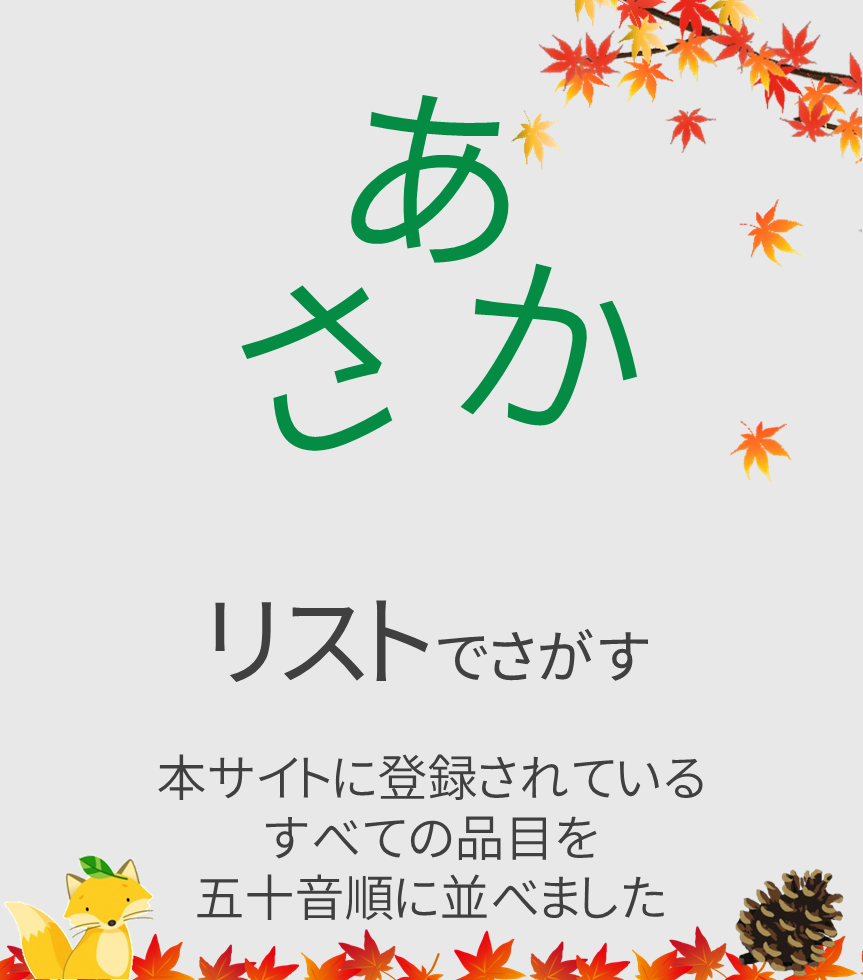 あ
か
さ
リストでさがす
本サイトに登録されている
すべての品目を
五十音順に並べました